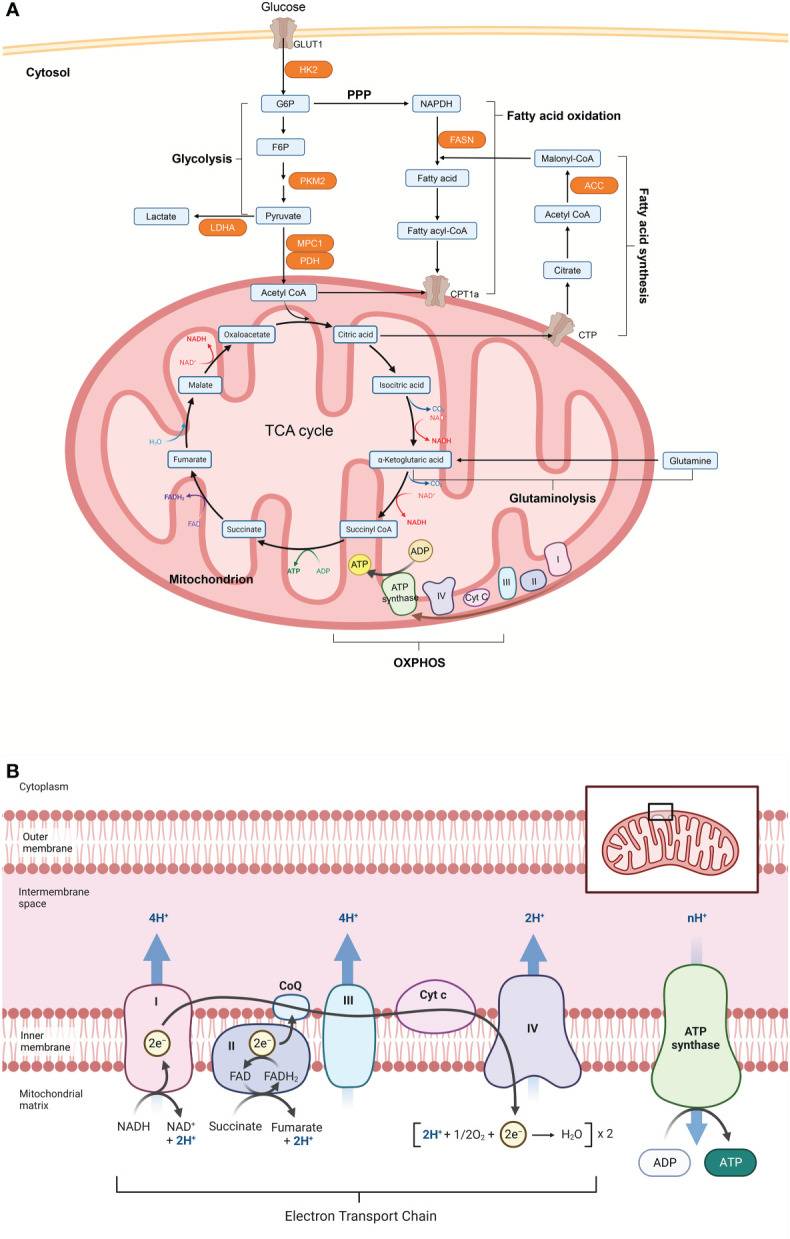 A
Glucose
GLUT1
Cytosol
HK2
G6P
PPP
NAPDH
Fatty acid oxidation
F6P
FASN
Glycolysis
Malonyl-CoA
PKM2
Fatty acid
ACC
Lactate
Pyruvate
Acetyl CoA
LDHA
Fatty acyl-CoA
MPC1
PDH
Citrate
Fatty acid synthesis
Acetyl CoA
CPT1a
CTP
Oxaloacetate
Citric acid
NADH
NAD⁺
Malate
Isocitric acid
CO₂
NAD⁺
NADH
TCA cycle
H₂O
Fumarate
α-Ketoglutaric acid
Glutamine
CO₂
NAD⁺
NADH
Glutaminolysis
FADH₂
FAD
Succinate
Succinyl CoA
ATP
ADP
ATP
ADP
Mitochondrion
ATP
synthase
IV
Cyt C
III
II
I
OXPHOS
B
Cytoplasm
Outer
membrane
Intermembrane
space
4H⁺
4H⁺
2H⁺
nH⁺
I
CoQ
III
Cyt c
IV
ATP
synthase
Inner
membrane
2e⁻
II
2e⁻
FAD
FADH₂
Mitochondrial
matrix
NADH
NAD⁺
+ 2H⁺
Succinate
Fumarate
+ 2H⁺
[2H⁺ + 1/2O₂ + 2e⁻ → H₂O] x 2
ADP
ATP
Electron Transport Chain